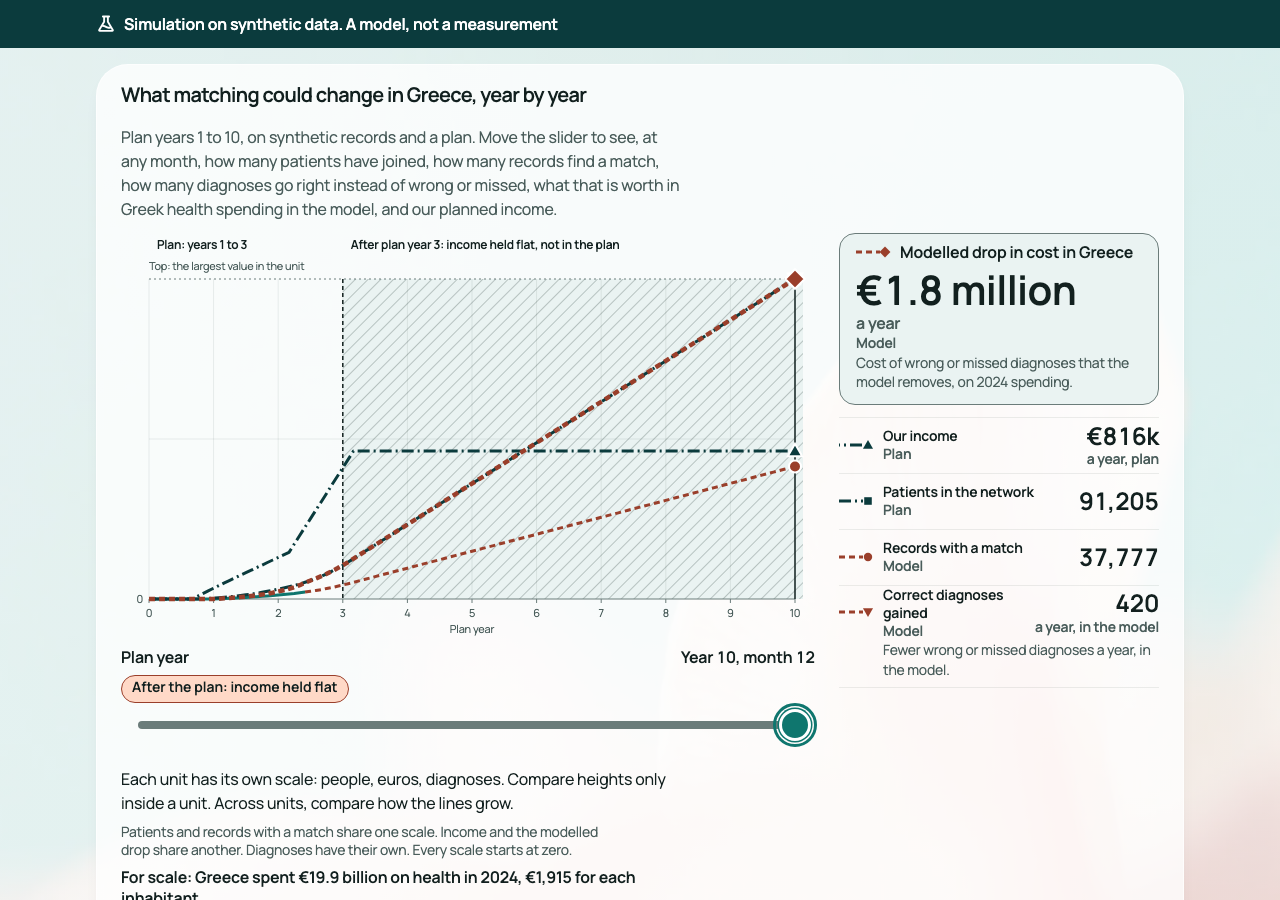 Simulation on synthetic data. A model, not a measurement
What matching could change in Greece, year by year
Plan years 1 to 10, on synthetic records and a plan. Move the slider to see, at
any month, how many patients have joined, how many records find a match,
how many diagnoses go right instead of wrong or missed, what that is worth in
Greek health spending in the model, and our planned income.
Plan: years 1 to 3
After plan year 3: income held flat, not in the plan
Top: the largest value in the unit
0
0 1 2 3 4 5 6 7 8 9 10
Plan year
Modelled drop in cost in Greece
€1.8 million
a year
Model
Cost of wrong or missed diagnoses that the
model removes, on 2024 spending.
Our income
Plan
€816k
a year, plan
Patients in the network
Plan
91,205
Records with a match
Model
37,777
Correct diagnoses
gained
Model
420
a year, in the model
Fewer wrong or missed diagnoses a year, in
the model.
Plan year
Year 10, month 12
After the plan: income held flat
Each unit has its own scale: people, euros, diagnoses. Compare heights only
inside a unit. Across units, compare how the lines grow.
Patients and records with a match share one scale. Income and the modelled
drop share another. Diagnoses have their own. Every scale starts at zero.
For scale: Greece spent €19.9 billion on health in 2024, €1,915 for each
inhabitant